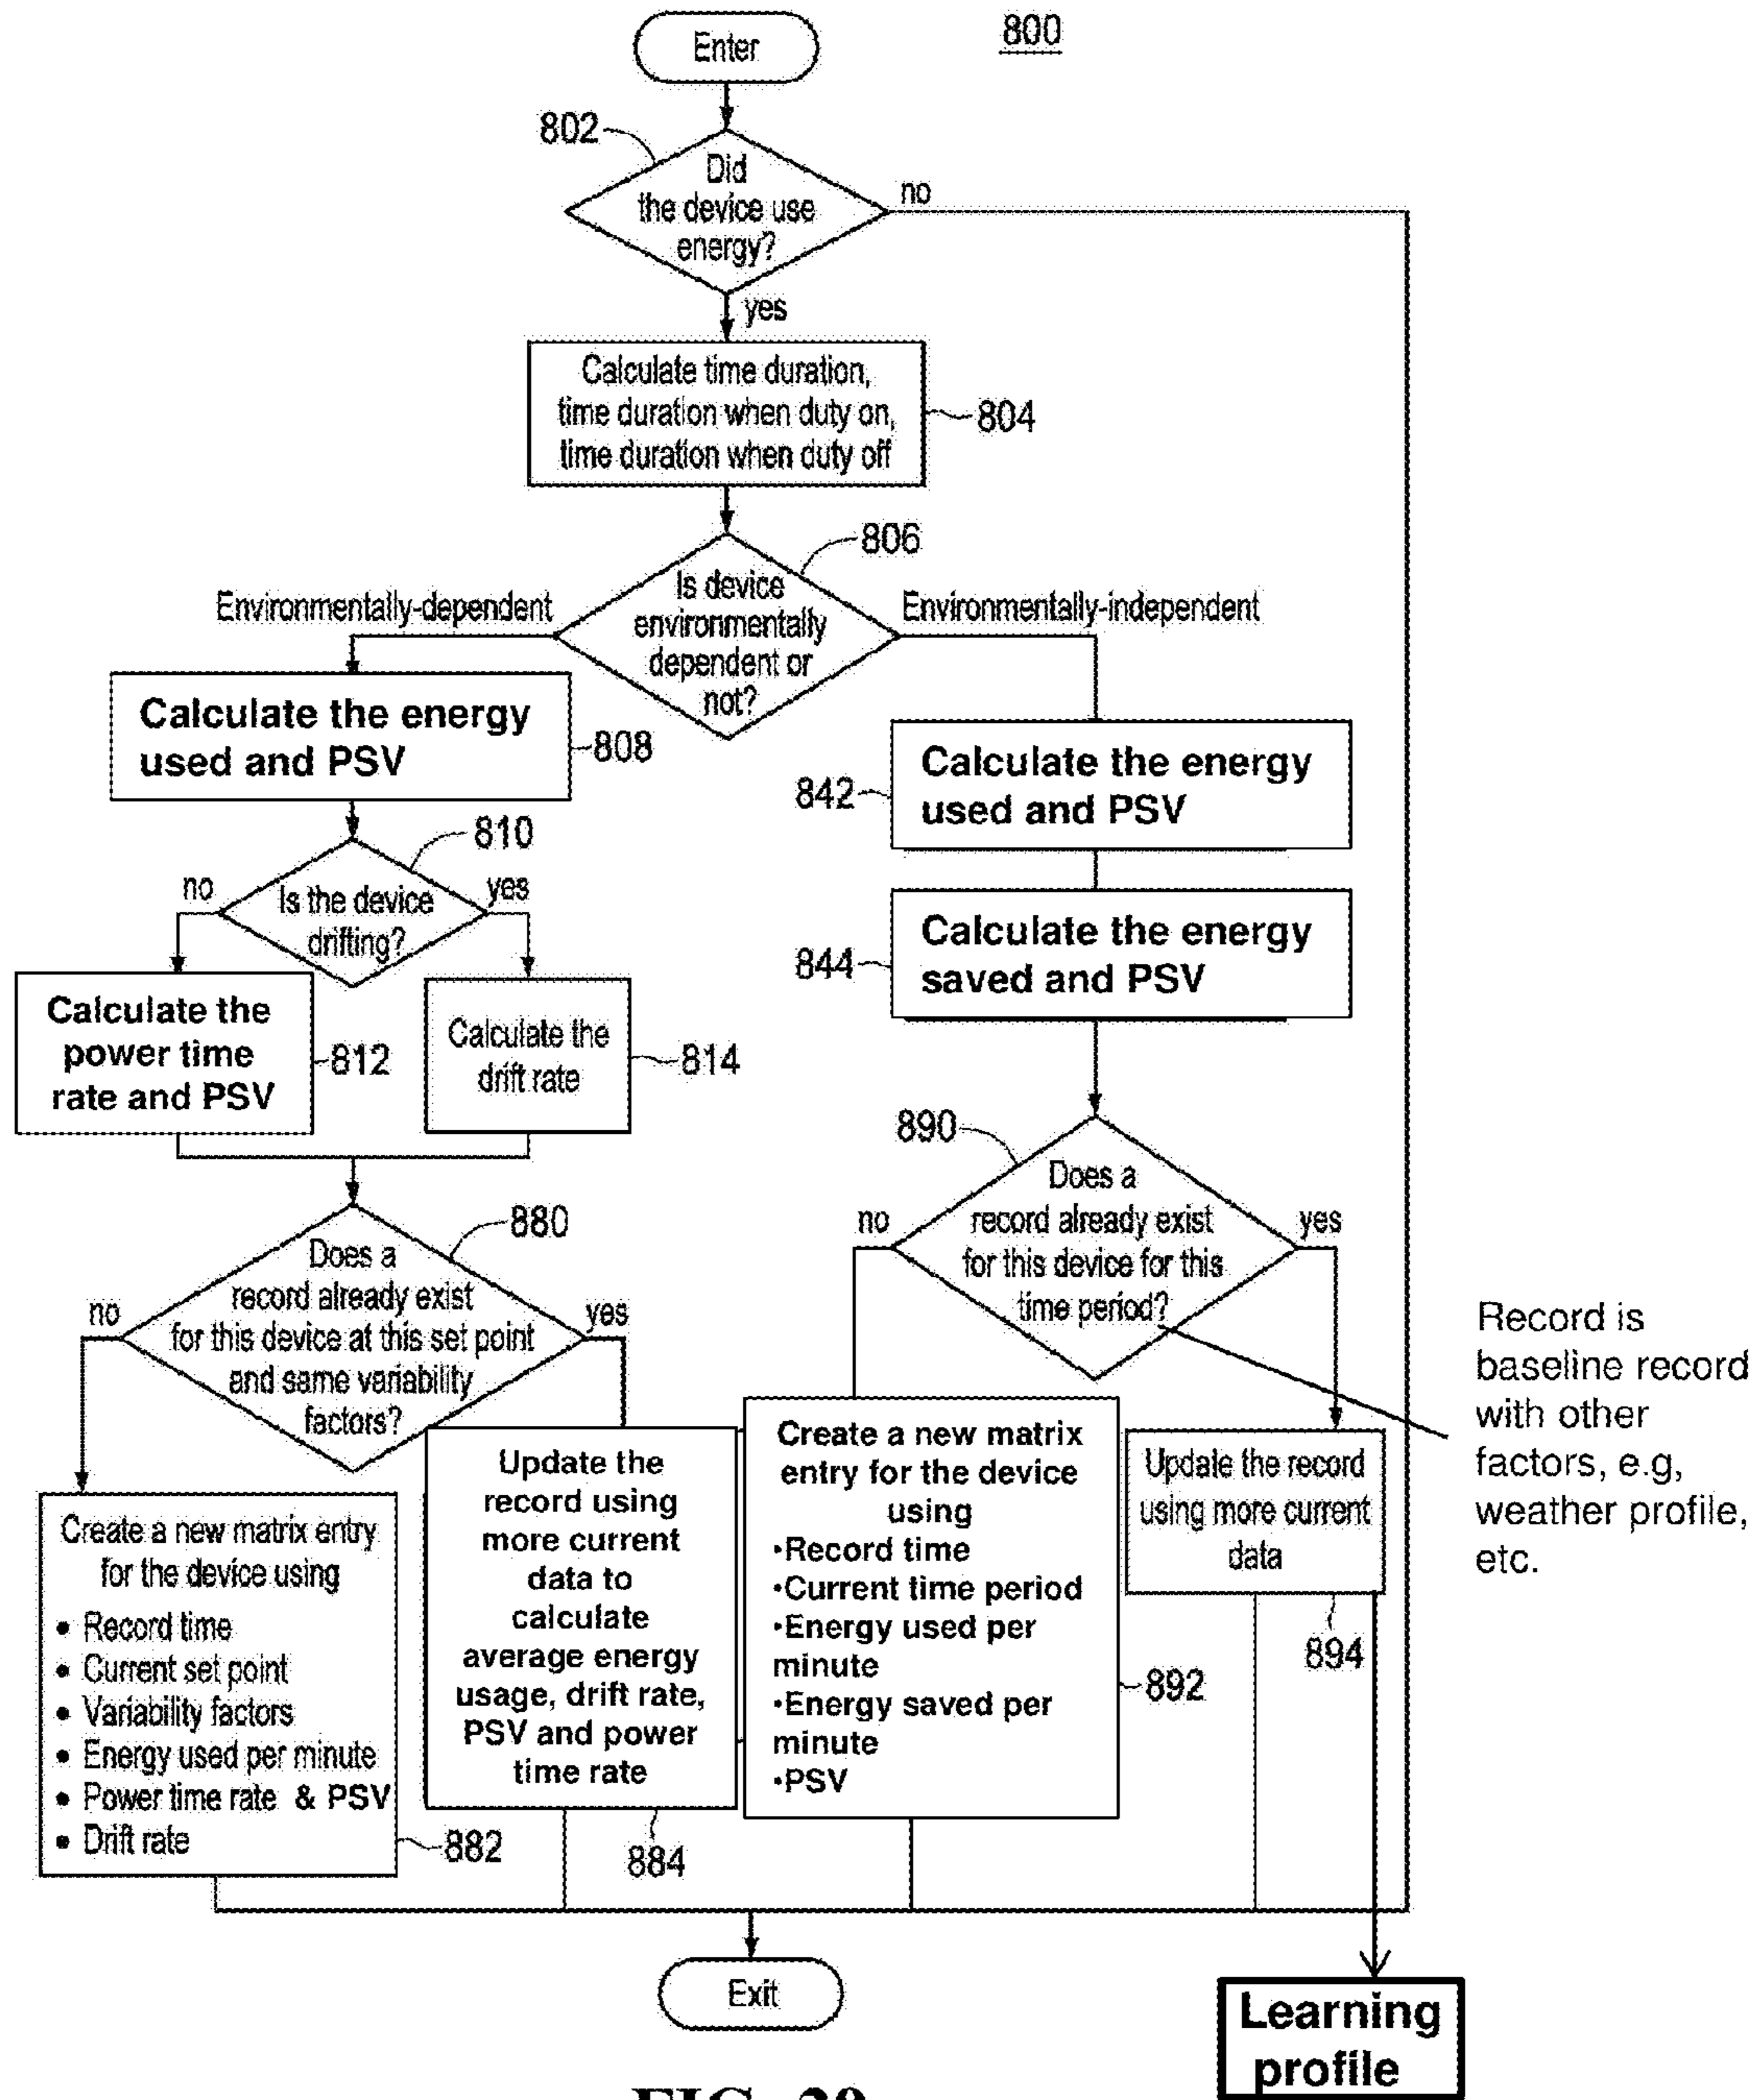 Enter
800
802
Did
the device use
energy?
no
yes
Calculate time duration,
time duration when duty on,
time duration when duty off
804
806
Is device
environmentally
dependent or
not?
Environmentally-dependent
Environmentally-independent
Calculate the energy
used and PSV
808
842
Calculate the energy
used and PSV
810
no
Is the device
drifting?
yes
844
Calculate the energy
saved and PSV
Calculate the
power time
rate and PSV
812
Calculate the
drift rate
814
890
Does a
record already exist
for this device for this
time period?
no
yes
880
Does a
record already exist
for this device at this set point
and same variability
factors?
no
yes
Record is
baseline record
with other
factors, e.g,
weather profile,
etc.
Create a new matrix entry
for the device using
• Record time
• Current set point
• Variability factors
• Energy used per minute
• Power time rate & PSV
• Drift rate
882
Update the
record using
more current
data to
calculate
average energy
usage, drift rate,
PSV and power
time rate
884
Create a new matrix
entry for the device
using
•Record time
•Current time period
•Energy used per
minute
•Energy saved per
minute
•PSV
892
Update the record
using more current
data
894
Exit
Learning
profile